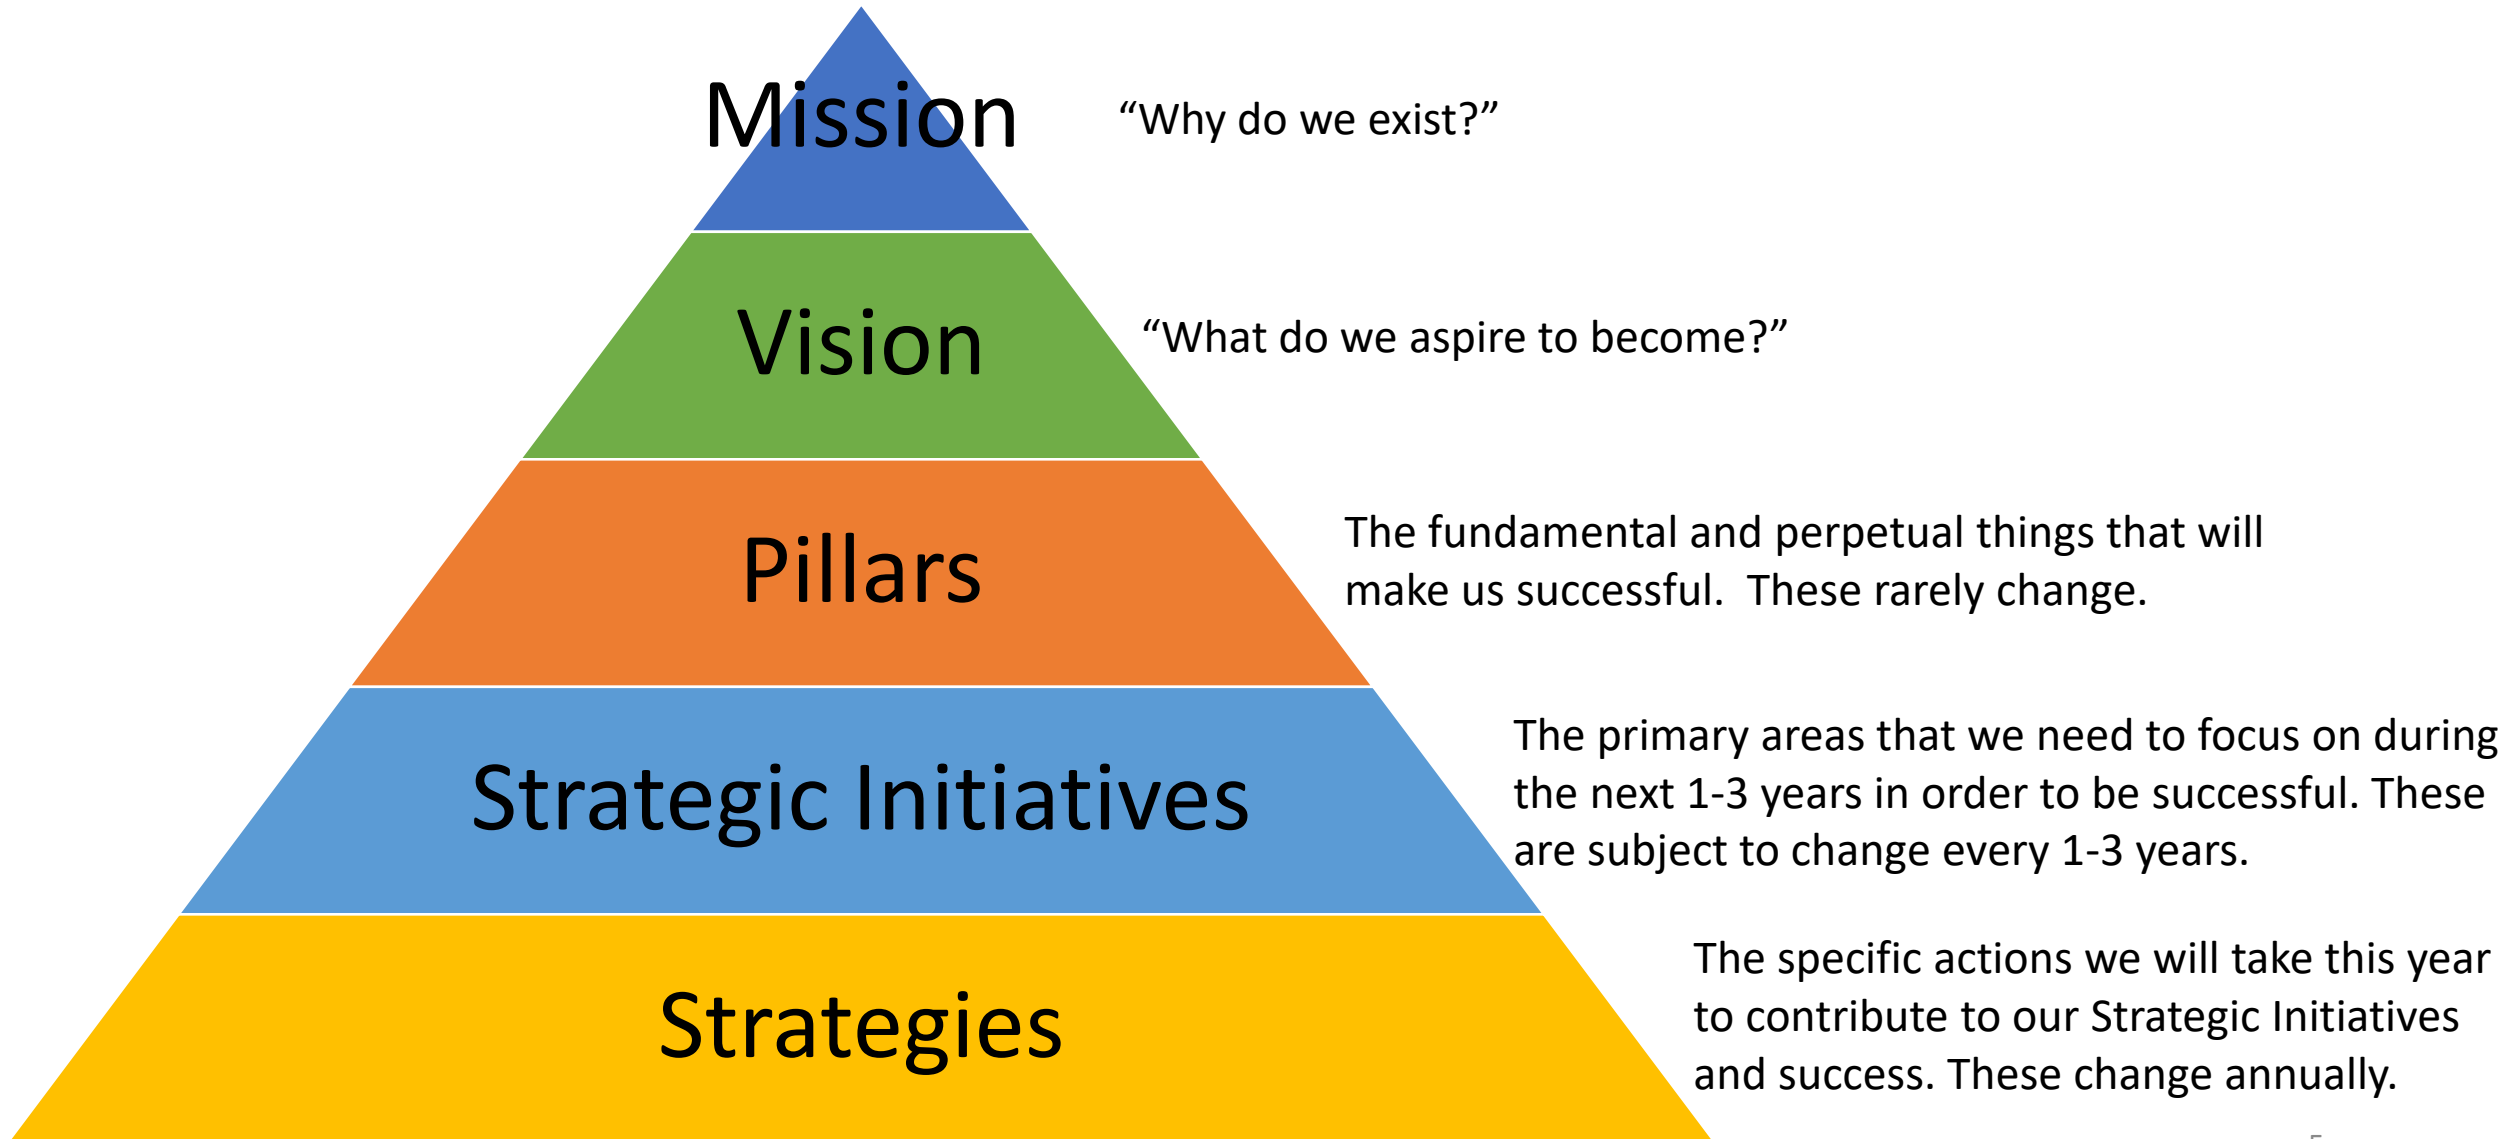 Mission
“Why do we exist?”
Vision
“What do we aspire to become?”
Pillars
The fundamental and perpetual things that will
make us successful.  These rarely change.
Strategic Initiatives
The primary areas that we need to focus on during
the next 1-3 years in order to be successful. These
are subject to change every 1-3 years.
Strategies
The specific actions we will take this year
to contribute to our Strategic Initiatives
and success. These change annually.